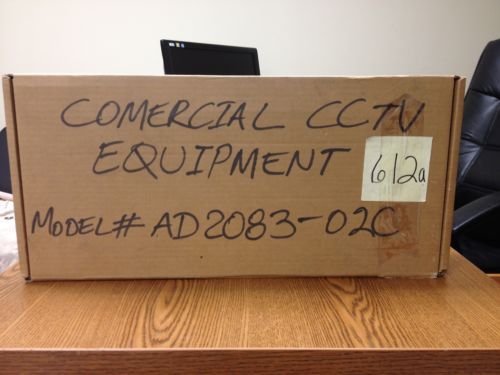 COMERCIAL CCTV
EQUIPMENT
612a
MODEL# AD2083-02C